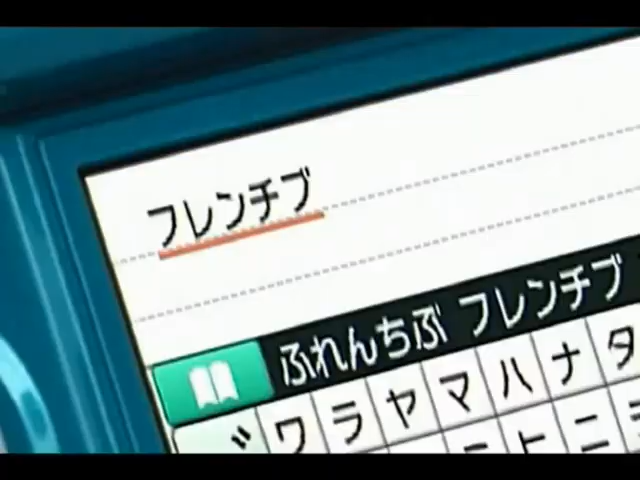 フレンチブ
ふれんちぶ フレンチブ
ワ ラ ヤ マ ハ ナ タ